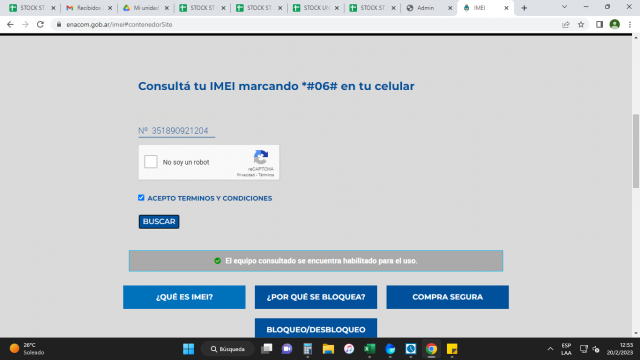 STOCK ST
Recibidos
Mi unidad
STOCK ST
STOCK ST
STOCK UN
STOCK ST
Admin
IMEI
enacom.gob.ar/imei#contenedorSite
Consultá tu IMEI marcando *#06# en tu celular
Nº 351890921204
No soy un robot
reCAPTCHA
Privacidad - Términos
ACEPTO TERMINOS Y CONDICIONES
BUSCAR
El equipo consultado se encuentra habilitado para el uso.
¿QUÉ ES IMEI?
¿POR QUÉ SE BLOQUEA?
COMPRA SEGURA
BLOQUEO/DESBLOQUEO
26°C
Soleado
Búsqueda
ESP
LAA
12:53
20/2/2023